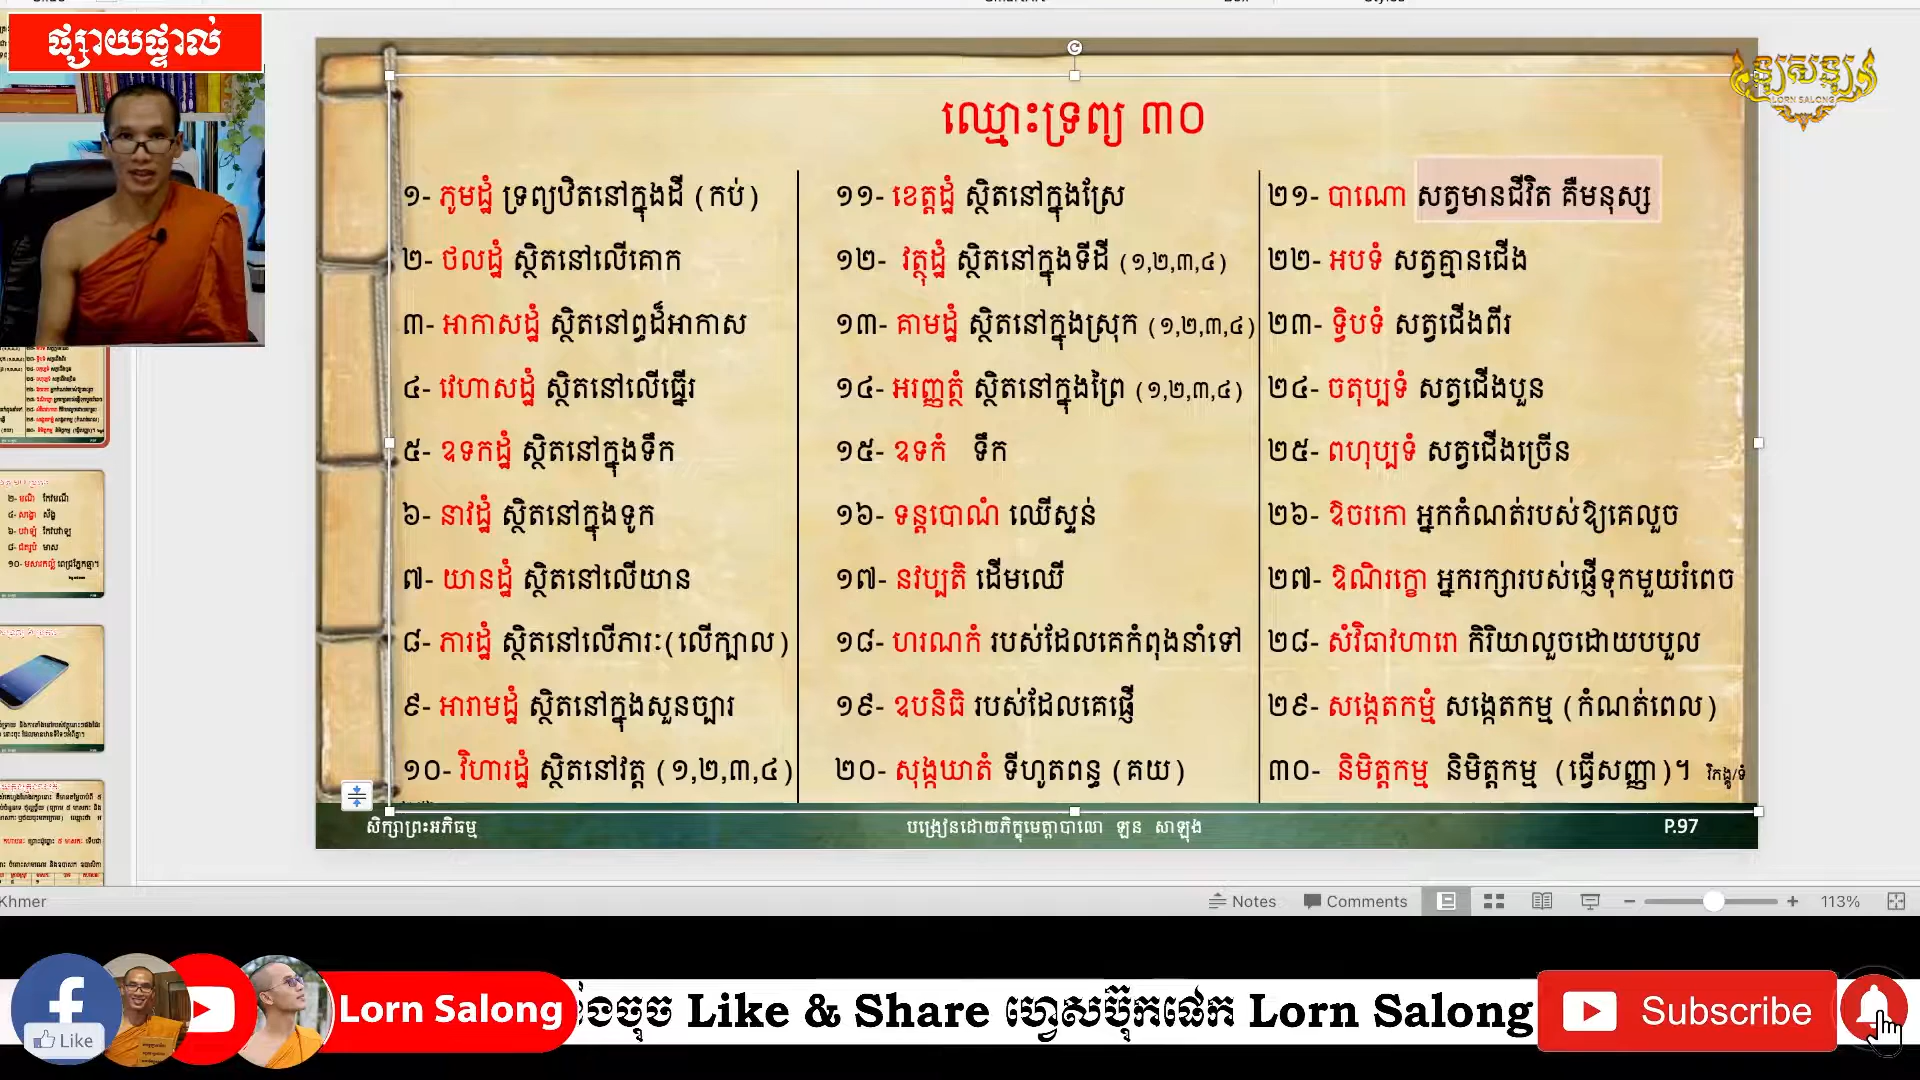 ផ្សាយផ្ទាល់
LORN SALONG
ឈ្មោះទ្រព្យ ៣០
១- ភូមដ្ឋំ ទ្រព្យឋិតនៅក្នុងដី (កប់)
២- ថលដ្ឋំ ស្ថិតនៅលើគោក
៣- អាកាសដ្ឋំ ស្ថិតនៅឰដ៏អាកាស
៤- វេហាសដ្ឋំ ស្ថិតនៅលើធ្នើរ
៥- ឧទកដ្ឋំ ស្ថិតនៅក្នុងទឹក
៦- នាវដ្ឋំ ស្ថិតនៅក្នុងទូក
៧- យានដ្ឋំ ស្ថិតនៅលើយាន
៨- ភារដ្ឋំ ស្ថិតនៅលើភារៈ(លើក្បាល)
៩- អារាមដ្ឋំ ស្ថិតនៅក្នុងសួនច្បារ
១០- វិហារដ្ឋំ ស្ថិតនៅវត្ត (១,២,៣,៤)
១១- ខេត្តដ្ឋំ ស្ថិតនៅក្នុងស្រែ
១២- វត្ថុដ្ឋំ ស្ថិតនៅក្នុងទីដី (១,២,៣,៤)
១៣- គាមដ្ឋំ ស្ថិតនៅក្នុងស្រុក (១,២,៣,៤)
១៤- អរញ្ញត្ថំ ស្ថិតនៅក្នុងព្រៃ (១,២,៣,៤)
១៥- ឧទកំ ទឹក
១៦- ទន្តបោណំ ឈើស្ទន់
១៧- នវប្បតិ ដើមឈើ
១៨- ហរណកំ របស់ដែលគេកំពុងនាំទៅ
១៩- ឧបនិធិ របស់ដែលគេផ្ញើ
២០- សុង្កឃាតំ ទីហូតពន្ធ (គយ)
២១- បាណោ សត្វមានជីវិត គឺមនុស្ស
២២- អបទំ សត្វគ្មានជើង
២៣- ទ្វិបទំ សត្វជើងពីរ
២៤- ចតុប្បទំ សត្វជើងបួន
២៥- ពហុប្បទំ សត្វជើងច្រើន
២៦- ឱចរកោ អ្នកកំណត់របស់ឱ្យគេលួច
២៧- ឱណិរក្ខោ អ្នករក្សារបស់ផ្ញើទុកមួយរំពេច
២៨- សំវិធាវហារោ កិរិយាលួចដោយបបួល
២៩- សង្កេតកម្មំ សង្កេតកម្ម (កំណត់ពេល)
៣០- និមិត្តកម្ម និមិត្តកម្ម (ធ្វើសញ្ញា)។
សិក្សាព្រះអភិធម្ម
បង្រៀនដោយភិក្ខុមេត្តាបាលោ ឡន សាឡុង
P.97
២- មណិ កែវមណី
៤- សង្ខោ ស័ង្ខ
Khmer
Notes
Comments
113%
Like
Lorn Salong
ចុច Like & Share ហ្វេសប៊ុកផេក Lorn Salong
Subscribe